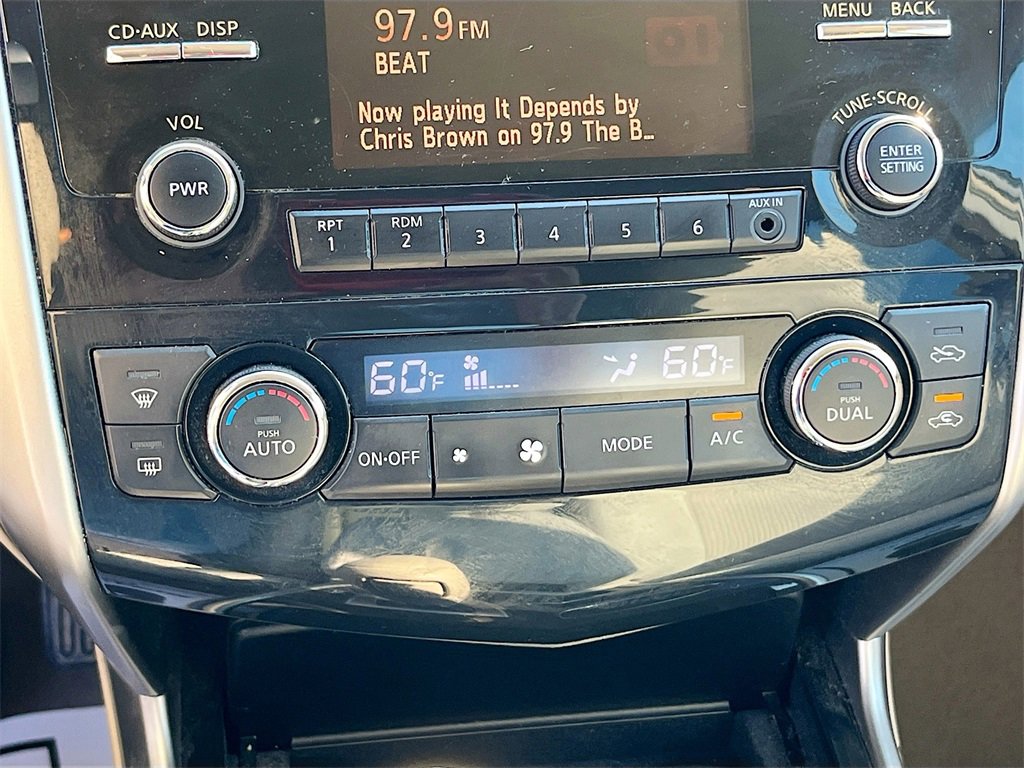 CD·AUX DISP
MENU BACK
97.9 FM
BEAT
Now playing It Depends by
Chris Brown on 97.9 The B…
VOL
PWR
TUNE·SCROLL
ENTER
SETTING
RPT
1
RDM
2
3
4
5
6
AUX IN
60°F
60°F
PUSH
AUTO
ON·OFF
MODE
A/C
PUSH
DUAL